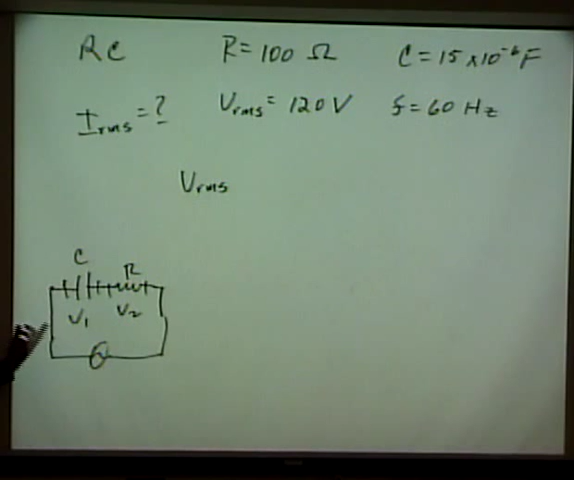 RC R = 100 Ω C = 15 x 10⁻⁶ F
Irms = ? Vrms = 120 V f = 60 Hz
Vrms
C
R
V₁ V₂